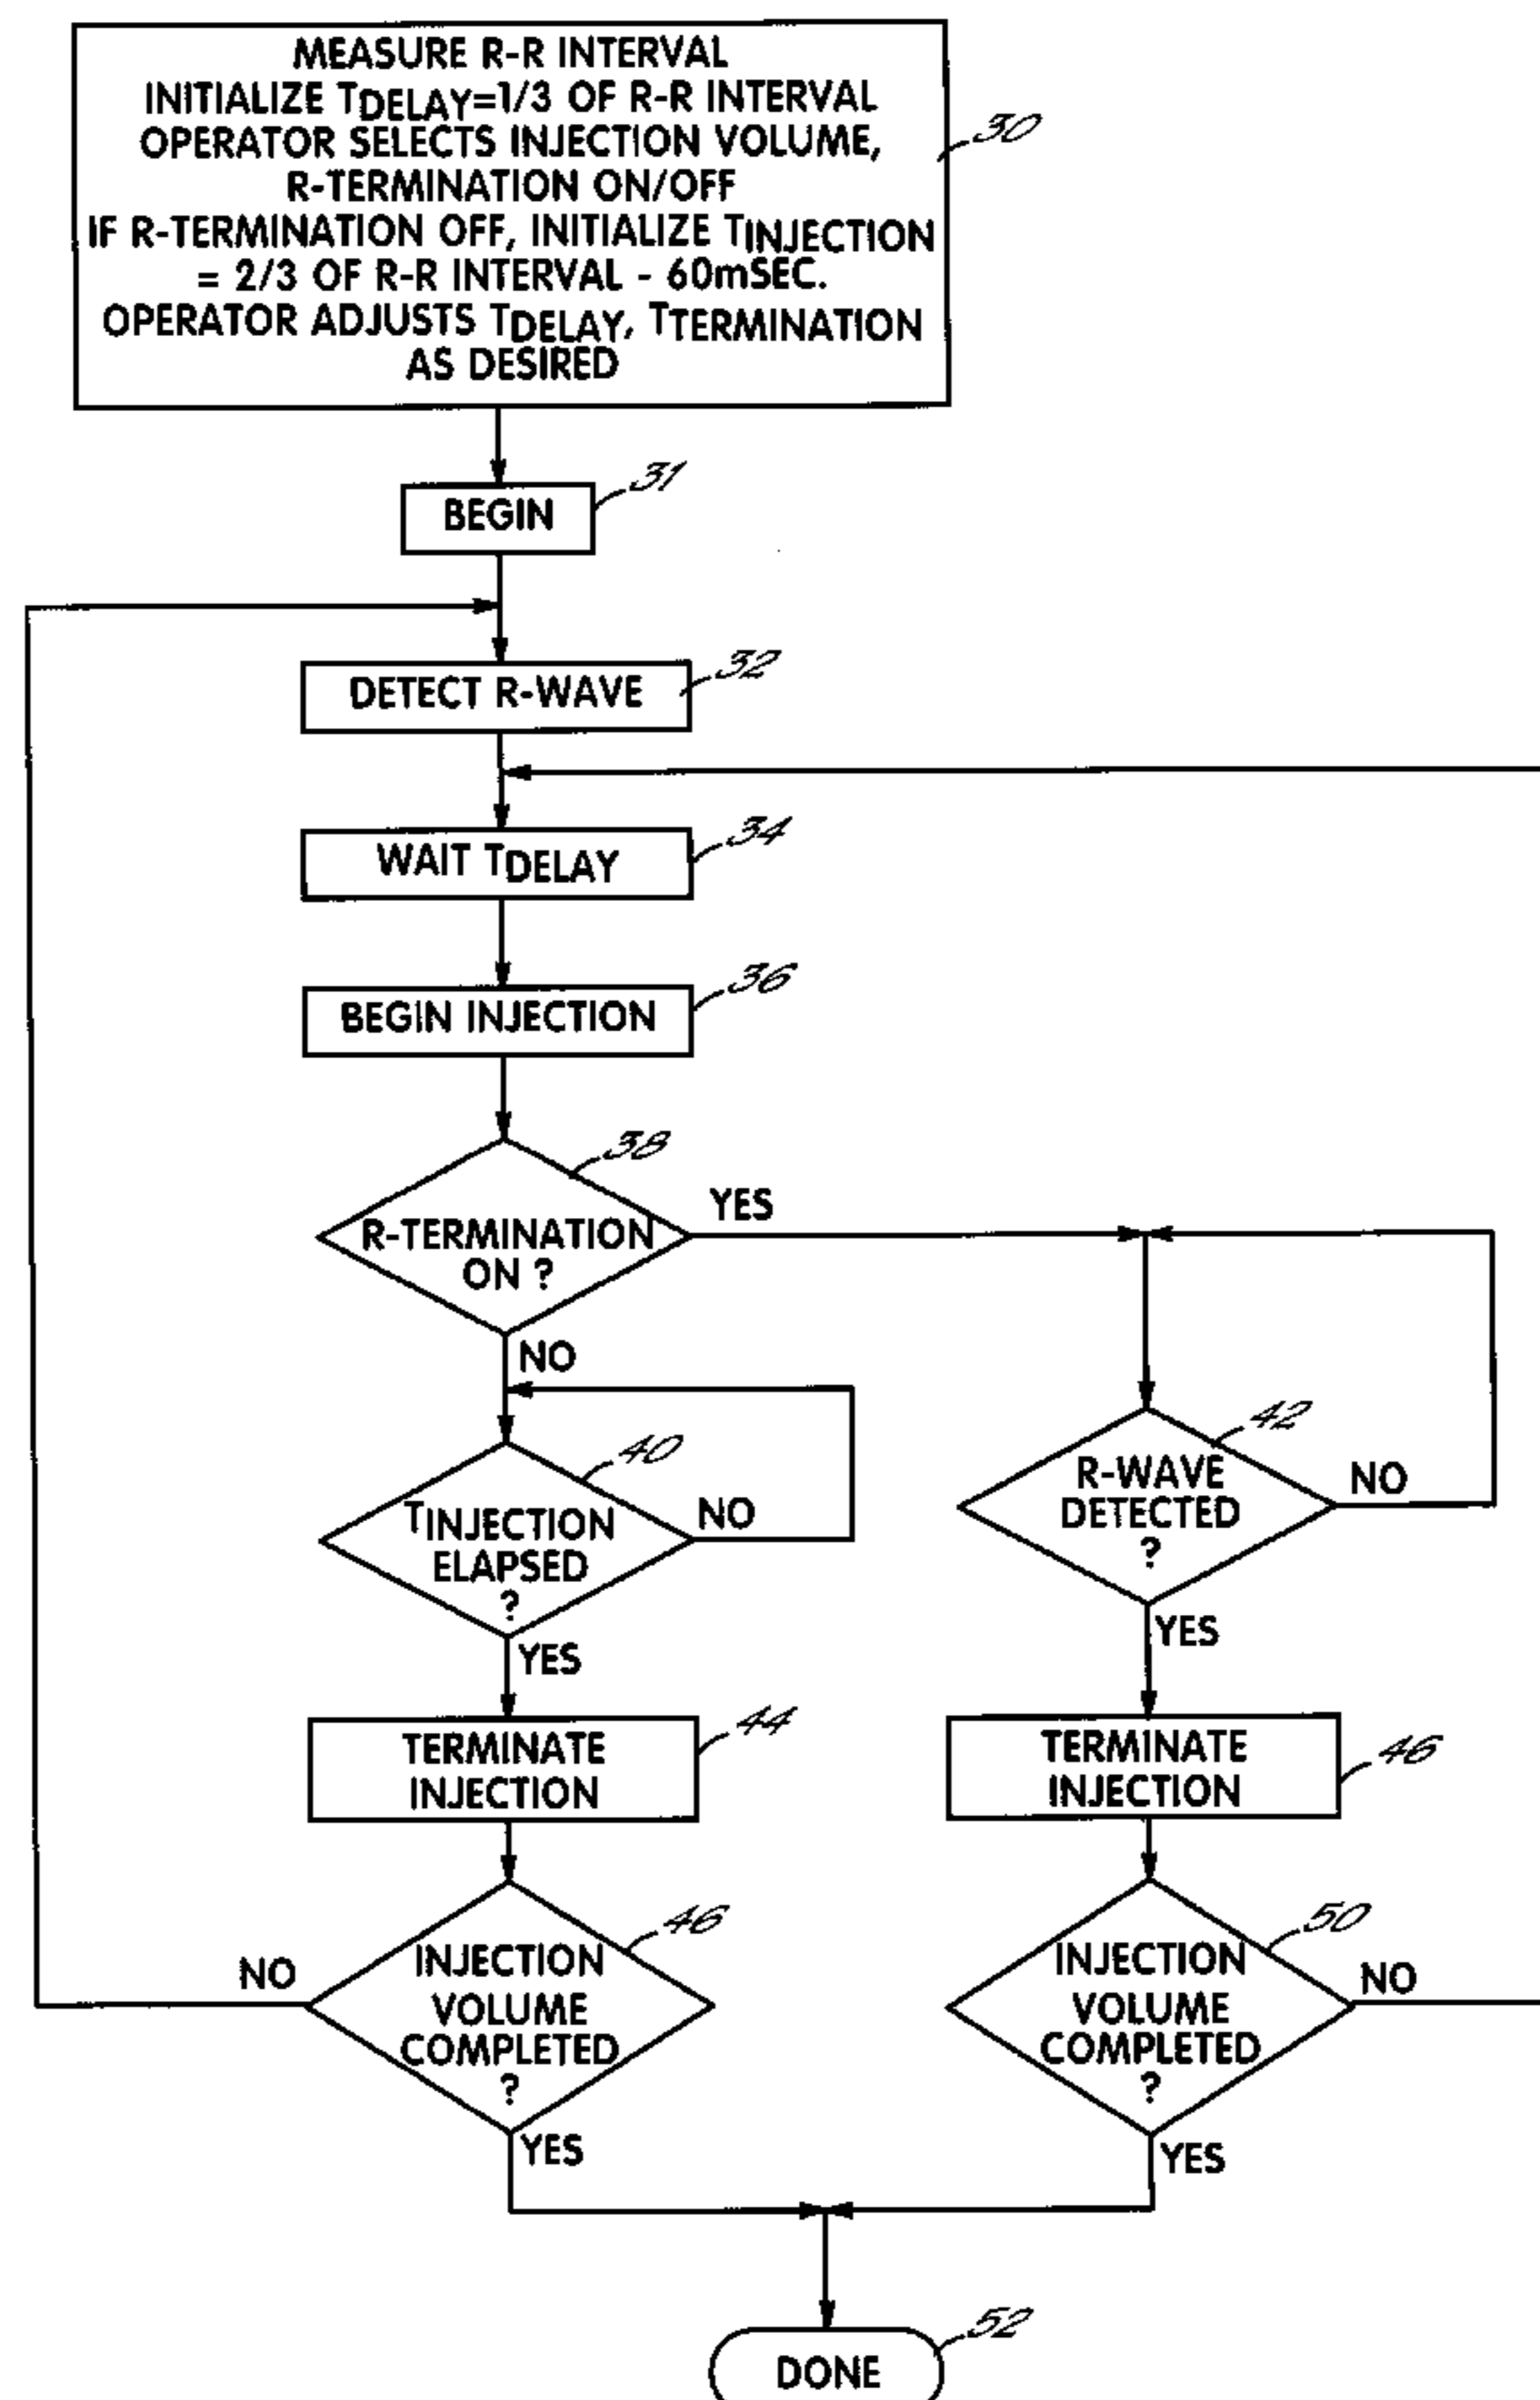 MEASURE R-R INTERVAL
INITIALIZE TDELAY=1/3 OF R-R INTERVAL
OPERATOR SELECTS INJECTION VOLUME,
R-TERMINATION ON/OFF
IF R-TERMINATION OFF, INITIALIZE TINJECTION
= 2/3 OF R-R INTERVAL - 60mSEC.
OPERATOR ADJUSTS TDELAY, TTERMINATION
AS DESIRED
30
BEGIN
31
DETECT R-WAVE
32
WAIT TDELAY
34
BEGIN INJECTION
36
R-TERMINATION
ON ?
38
YES
NO
TINJECTION
ELAPSED
?
40
NO
YES
R-WAVE
DETECTED
?
42
NO
YES
TERMINATE
INJECTION
44
TERMINATE
INJECTION
46
INJECTION
VOLUME
COMPLETED
?
46
NO
YES
INJECTION
VOLUME
COMPLETED
?
50
NO
YES
DONE
52